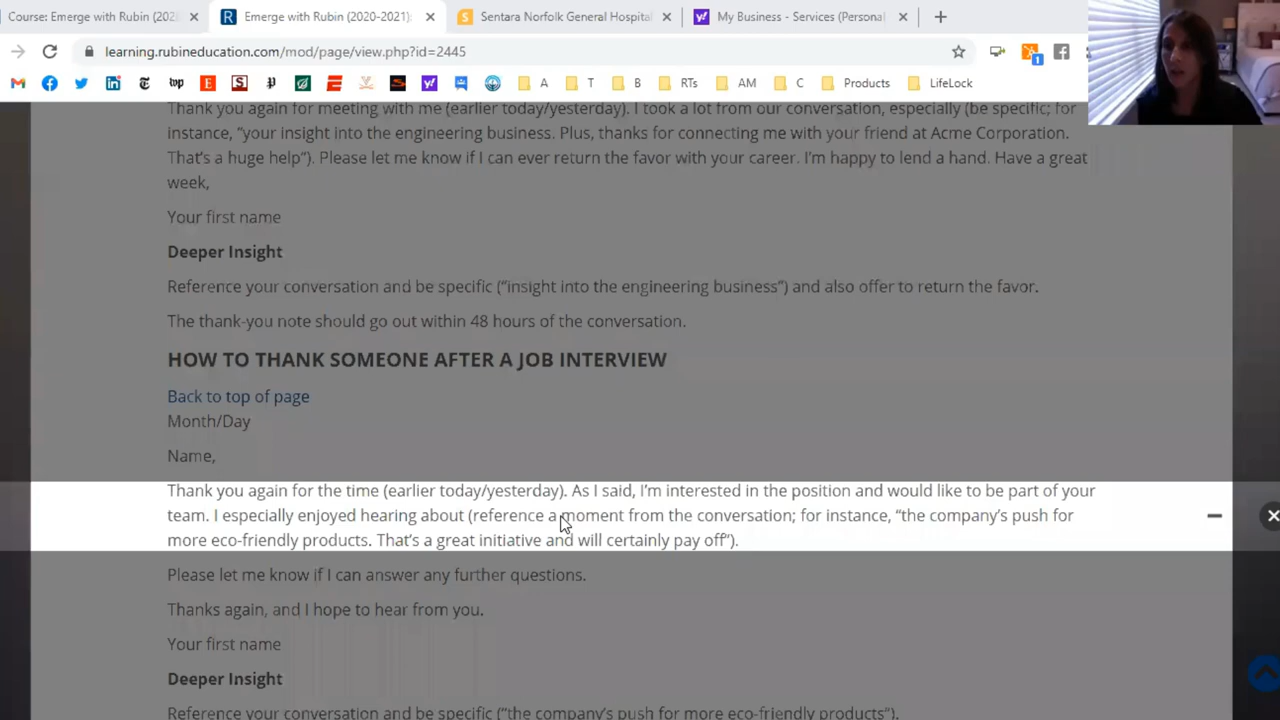 Course: Emerge with Rubin (202
Emerge with Rubin (2020-2021):
Sentara Norfolk General Hospital
My Business - Services (Personal
learning.rubineducation.com/mod/page/view.php?id=2445
A
T
B
RTs
AM
C
Products
LifeLock
Thank you again for meeting with me (earlier today/yesterday). I took a lot from our conversation, especially (be specific; for
instance, “your insight into the engineering business. Plus, thanks for connecting me with your friend at Acme Corporation.
That’s a huge help”). Please let me know if I can ever return the favor with your career. I’m happy to lend a hand. Have a great
week,
Your first name
Deeper Insight
Reference your conversation and be specific (“insight into the engineering business”) and also offer to return the favor.
The thank-you note should go out within 48 hours of the conversation.
HOW TO THANK SOMEONE AFTER A JOB INTERVIEW
Back to top of page
Month/Day
Name,
Thank you again for the time (earlier today/yesterday). As I said, I’m interested in the position and would like to be part of your
team. I especially enjoyed hearing about (reference a moment from the conversation; for instance, “the company’s push for
more eco-friendly products. That’s a great initiative and will certainly pay off”).
Please let me know if I can answer any further questions.
Thanks again, and I hope to hear from you.
Your first name
Deeper Insight
Reference your conversation and be specific (“the company’s push for more eco-friendly products”).